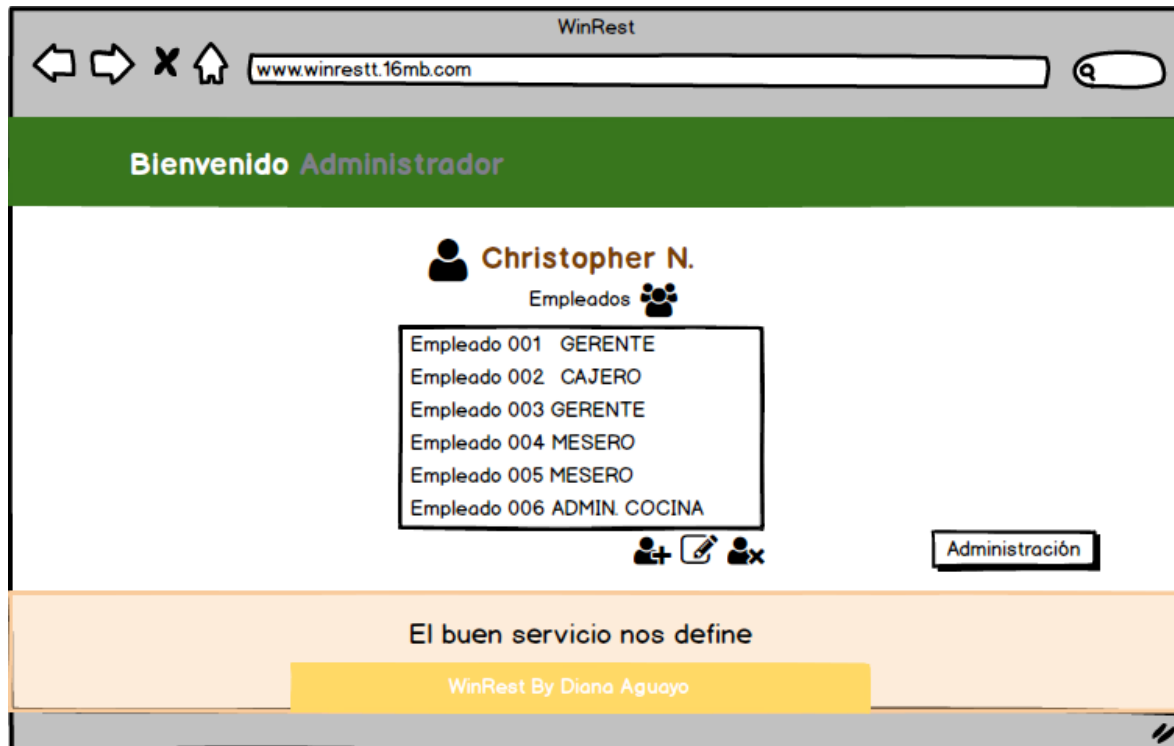 WinRest
www.winrestt.16mb.com
Bienvenido Administrador
Christopher N.
Empleados
Empleado 001 GERENTE
Empleado 002 CAJERO
Empleado 003 GERENTE
Empleado 004 MESERO
Empleado 005 MESERO
Empleado 006 ADMIN. COCINA
Administración
El buen servicio nos define
WinRest By Diana Aguayo